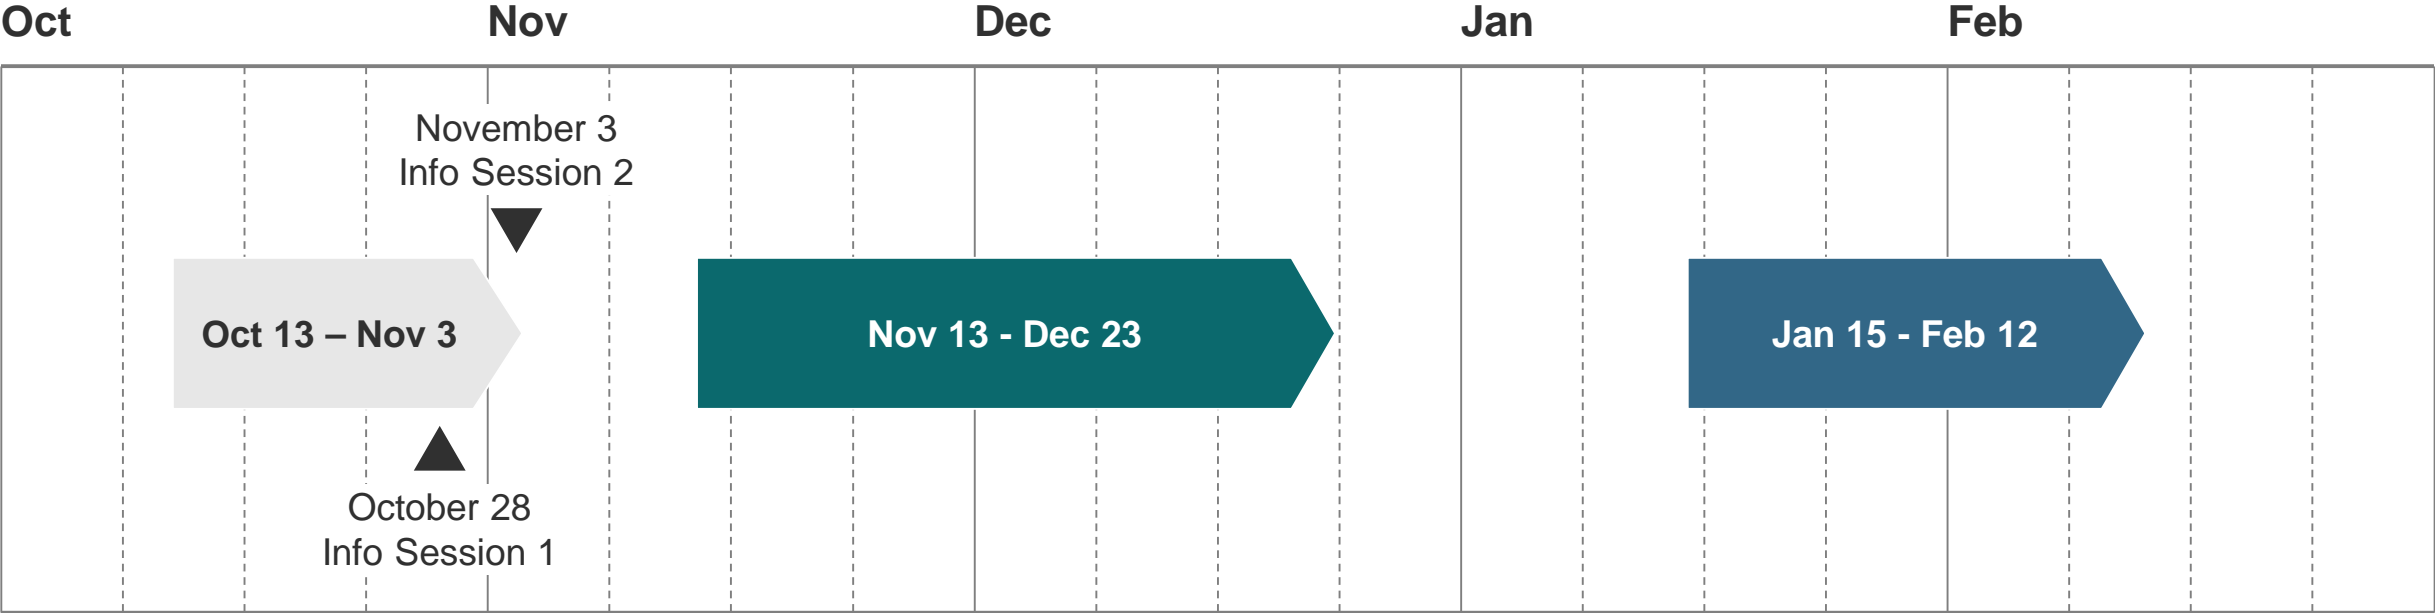 Oct Nov Dec Jan Feb
November 3
Info Session 2
Oct 13 – Nov 3
Nov 13 - Dec 23
Jan 15 - Feb 12
October 28
Info Session 1